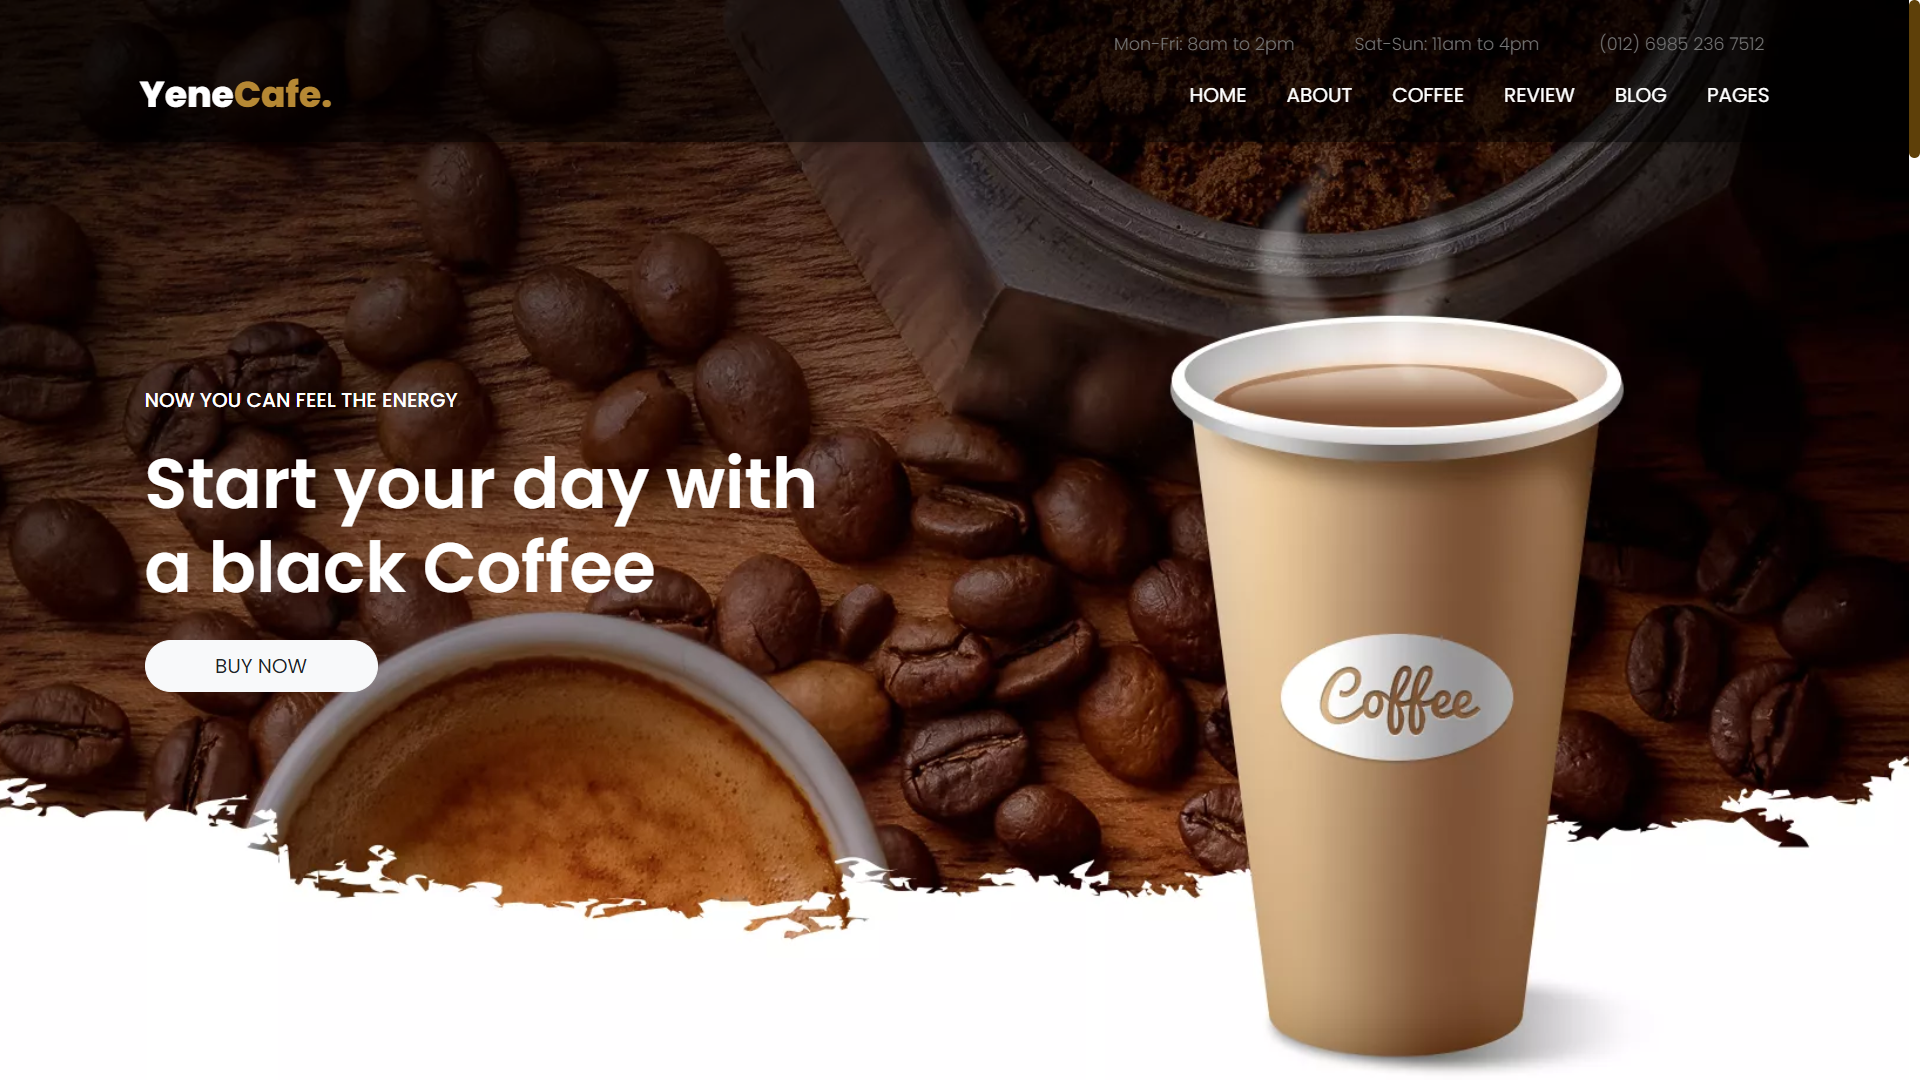 Mon-Fri: 8am to 2pm Sat-Sun: 11am to 4pm (012) 6985 236 7512
YeneCafe. HOME ABOUT COFFEE REVIEW BLOG PAGES
NOW YOU CAN FEEL THE ENERGY
Start your day with
a black Coffee
BUY NOW
Coffee